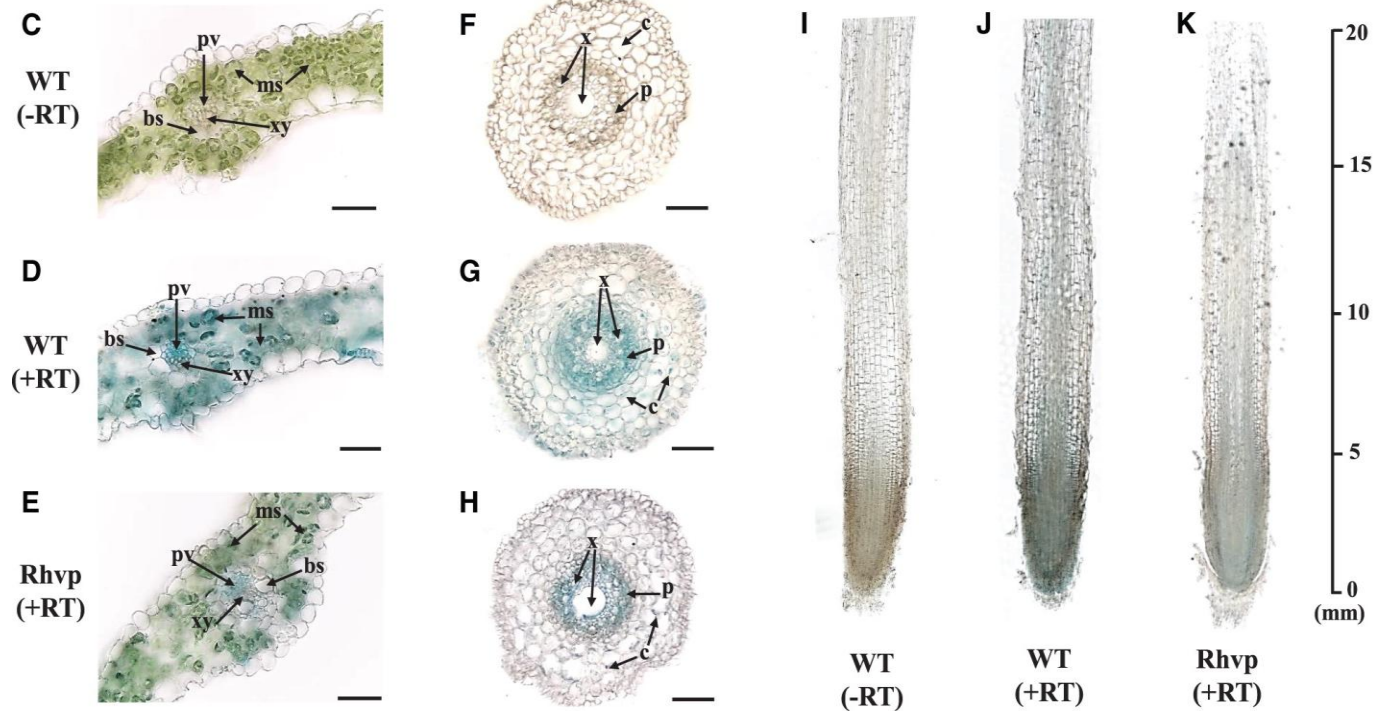 C
WT
(-RT)
pv
ms
bs
xy
D
WT
(+RT)
pv
ms
bs
xy
E
Rhvp
(+RT)
ms
pv
bs
xy
F
x
c
p
G
x
p
c
H
x
p
c
I
J
K
20
15
10
5
0
(mm)
WT
(-RT)
WT
(+RT)
Rhvp
(+RT)